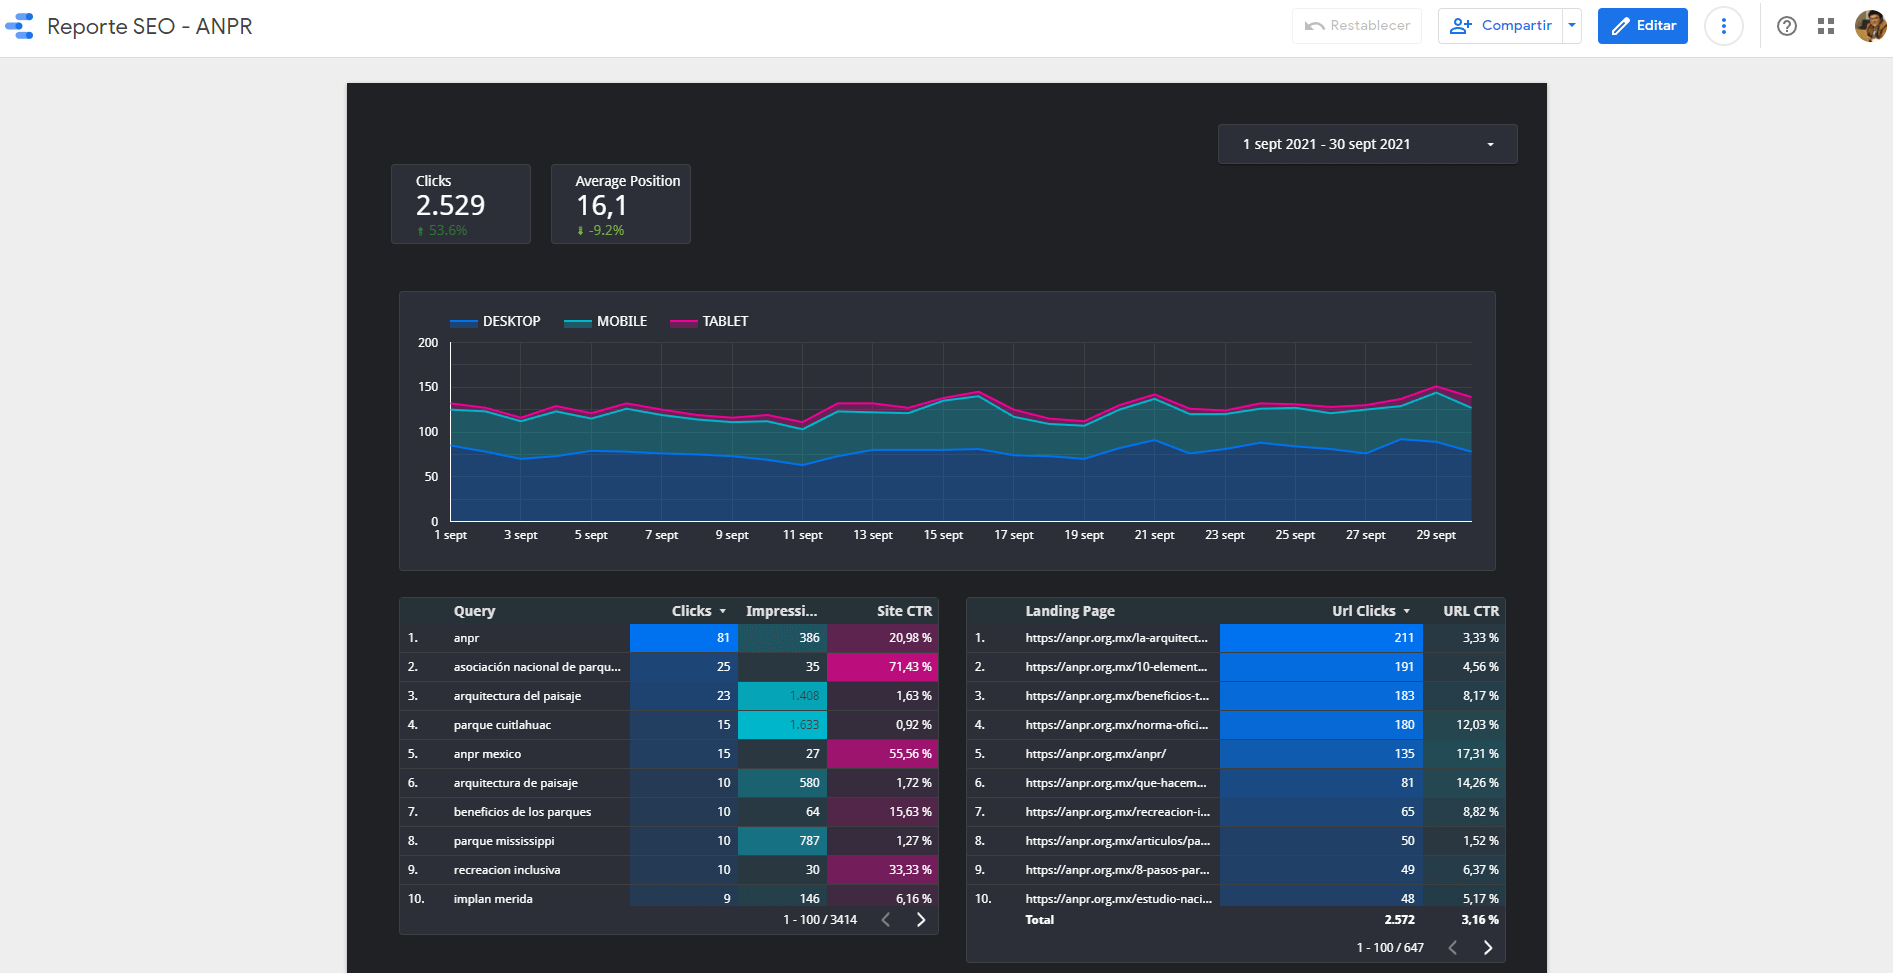 Reporte SEO - ANPR
Restablecer
Compartir
Editar
1 sept 2021 - 30 sept 2021
Clicks
2.529
53.6%
Average Position
16,1
-9.2%
DESKTOP MOBILE TABLET
200
150
100
50
0
1 sept 3 sept 5 sept 7 sept 9 sept 11 sept 13 sept 15 sept 17 sept 19 sept 21 sept 23 sept 25 sept 27 sept 29 sept
Query Clicks Impressi... Site CTR
1. anpr 81 386 20,98 %
2. asociación nacional de parqu... 25 35 71,43 %
3. arquitectura del paisaje 23 1.408 1,63 %
4. parque cuitlahuac 15 1.633 0,92 %
5. anpr mexico 15 27 55,56 %
6. arquitectura de paisaje 10 580 1,72 %
7. beneficios de los parques 10 64 15,63 %
8. parque mississippi 10 787 1,27 %
9. recreacion inclusiva 10 30 33,33 %
10. implan merida 9 146 6,16 %
1 - 100 / 3414
Landing Page Url Clicks URL CTR
1. https://anpr.org.mx/la-arquitect... 211 3,33 %
2. https://anpr.org.mx/10-element... 191 4,56 %
3. https://anpr.org.mx/beneficios-t... 183 8,17 %
4. https://anpr.org.mx/norma-ofici... 180 12,03 %
5. https://anpr.org.mx/anpr/ 135 17,31 %
6. https://anpr.org.mx/que-hacem... 81 14,26 %
7. https://anpr.org.mx/recreacion-i... 65 8,82 %
8. https://anpr.org.mx/articulos/pa... 50 1,52 %
9. https://anpr.org.mx/8-pasos-par... 49 6,37 %
10. https://anpr.org.mx/estudio-naci... 48 5,17 %
Total 2.572 3,16 %
1 - 100 / 647